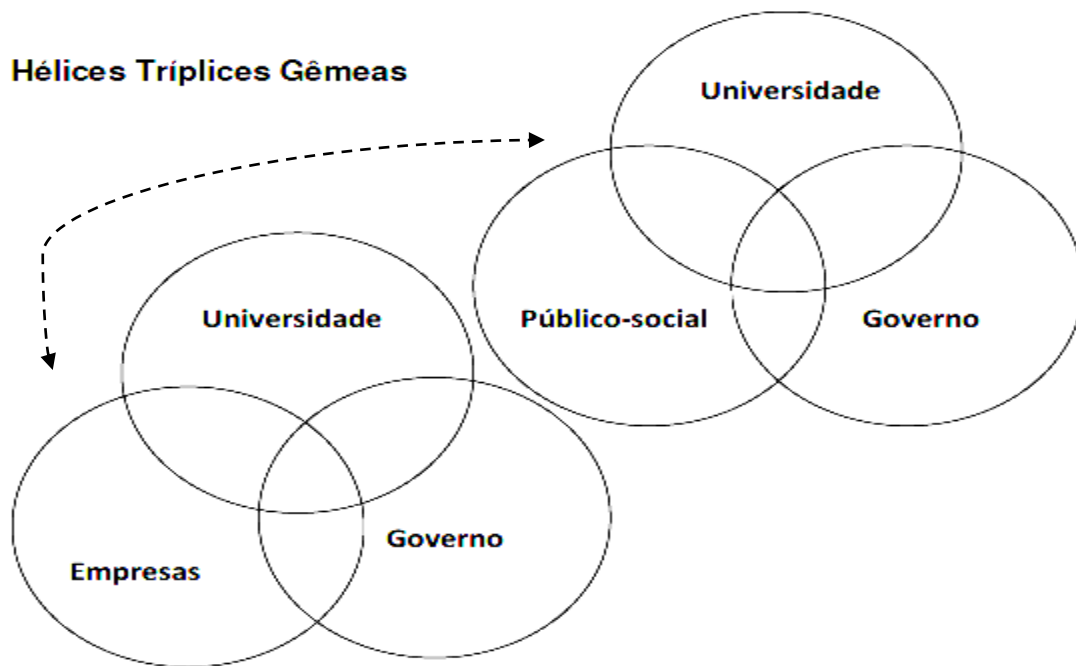 Hélices Tríplices Gêmeas
Universidade
Público-social
Governo
Universidade
Governo
Empresas